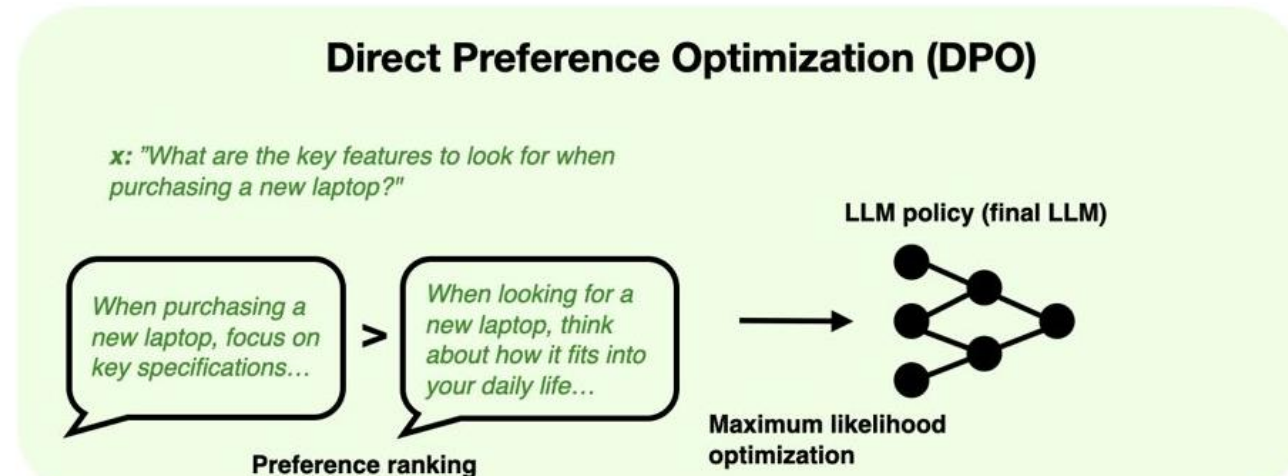 Direct Preference Optimization (DPO)
x: "What are the key features to look for when
purchasing a new laptop?"
LLM policy (final LLM)
When purchasing a
new laptop, focus on
key specifications...
>
When looking for a
new laptop, think
about how it fits into
your daily life...
Maximum likelihood
optimization
Preference ranking